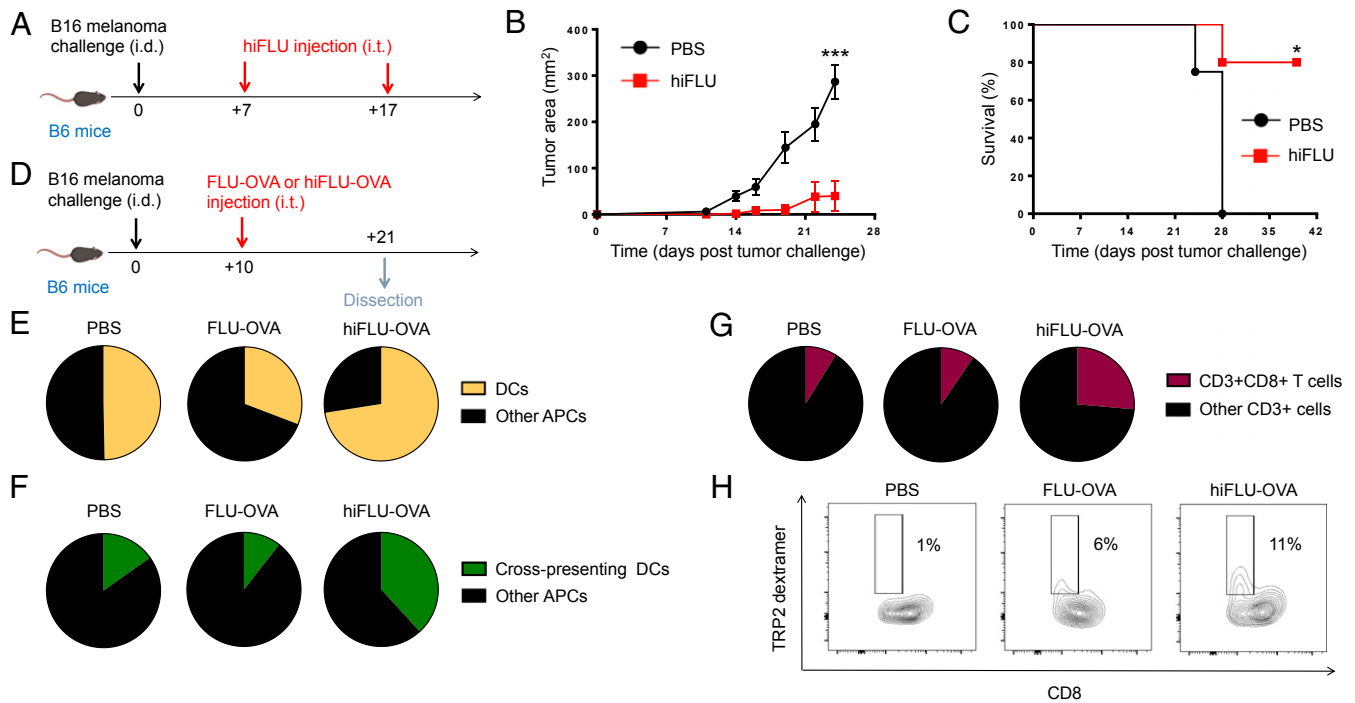 A
B16 melanoma
challenge (i.d.)
hiFLU injection (i.t.)
0
+7
+17
B6 mice
B
Tumor area (mm²)
400
300
200
100
0
PBS
hiFLU
***
0
7
14
21
28
Time (days post tumor challenge)
C
Survival (%)
100
80
60
40
20
0
*
PBS
hiFLU
0
7
14
21
28
35
42
Time (days post tumor challenge)
D
B16 melanoma
challenge (i.d.)
FLU-OVA or hiFLU-OVA
injection (i.t.)
+21
0
+10
B6 mice
Dissection
E
PBS
FLU-OVA
hiFLU-OVA
DCs
Other APCs
F
PBS
FLU-OVA
hiFLU-OVA
Cross-presenting DCs
Other APCs
G
PBS
FLU-OVA
hiFLU-OVA
CD3+CD8+ T cells
Other CD3+ cells
H
PBS
FLU-OVA
hiFLU-OVA
TRP2 dextramer
1%
6%
11%
CD8